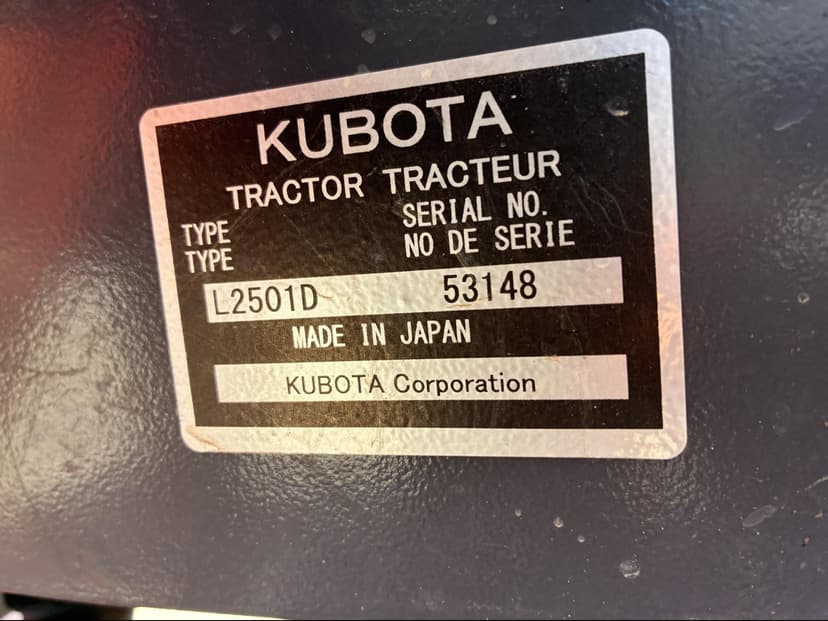 KUBOTA
TRACTOR TRACTEUR
TYPE SERIAL NO.
TYPE NO DE SERIE
L2501D 53148
MADE IN JAPAN
KUBOTA Corporation